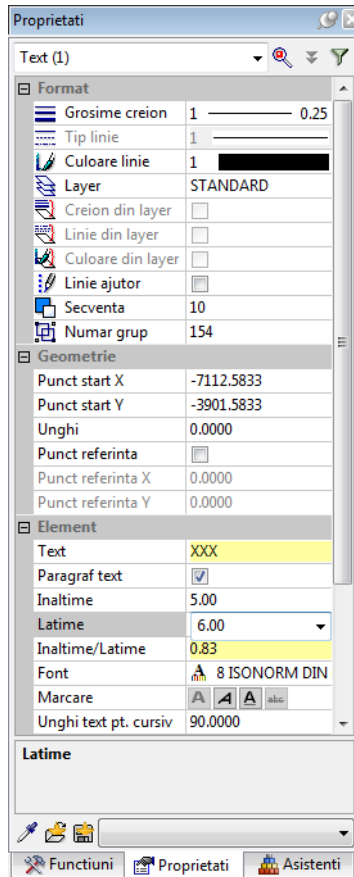 Proprietati
Text (1)
Format
Grosime creion 1 0.25
Tip linie 1
Culoare linie 1
Layer STANDARD
Creion din layer
Linie din layer
Culoare din layer
Linie ajutor
Secventa 10
Numar grup 154
Geometrie
Punct start X -7112.5833
Punct start Y -3901.5833
Unghi 0.0000
Punct referinta
Punct referinta X 0.0000
Punct referinta Y 0.0000
Element
Text XXX
Paragraf text
Inaltime 5.00
Latime 6.00
Inaltime/Latime 0.83
Font 8 ISONORM DIN
Marcare A A A abc
Unghi text pt. cursiv 90.0000
Latime
Functiuni Proprietati Asistenti